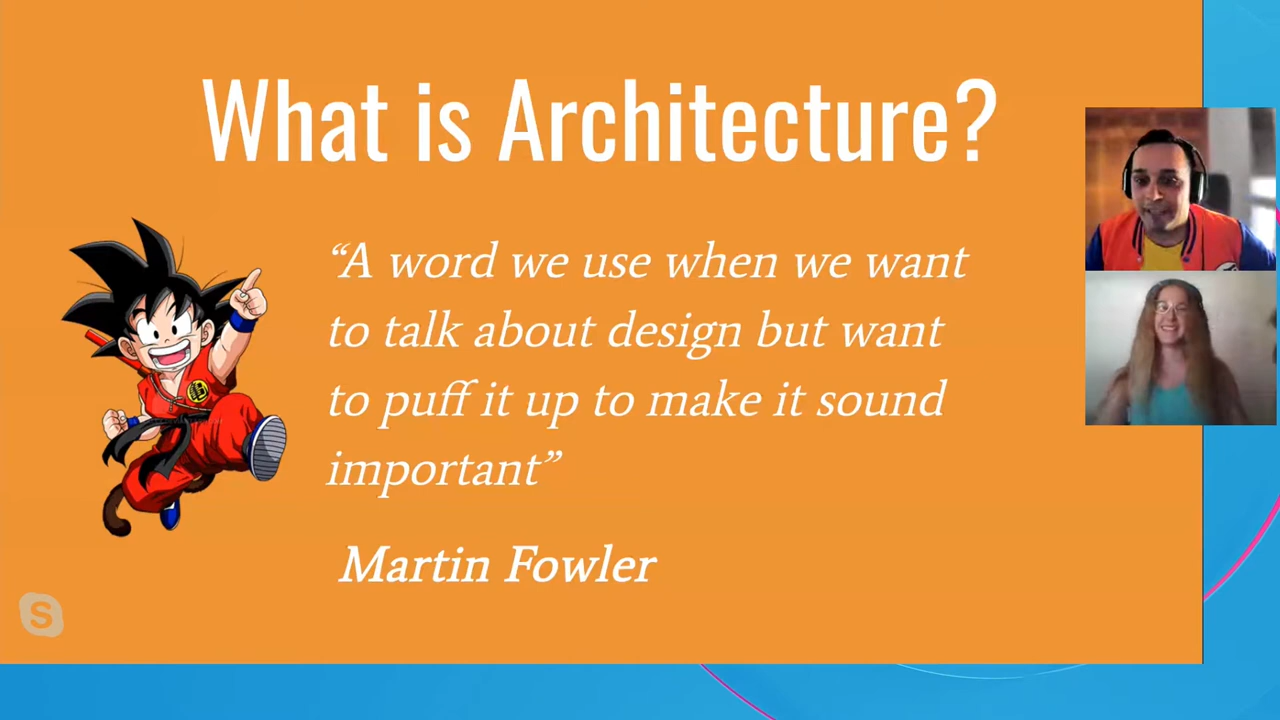 What is Architecture?
“A word we use when we want
to talk about design but want
to puff it up to make it sound
important”
Martin Fowler
S